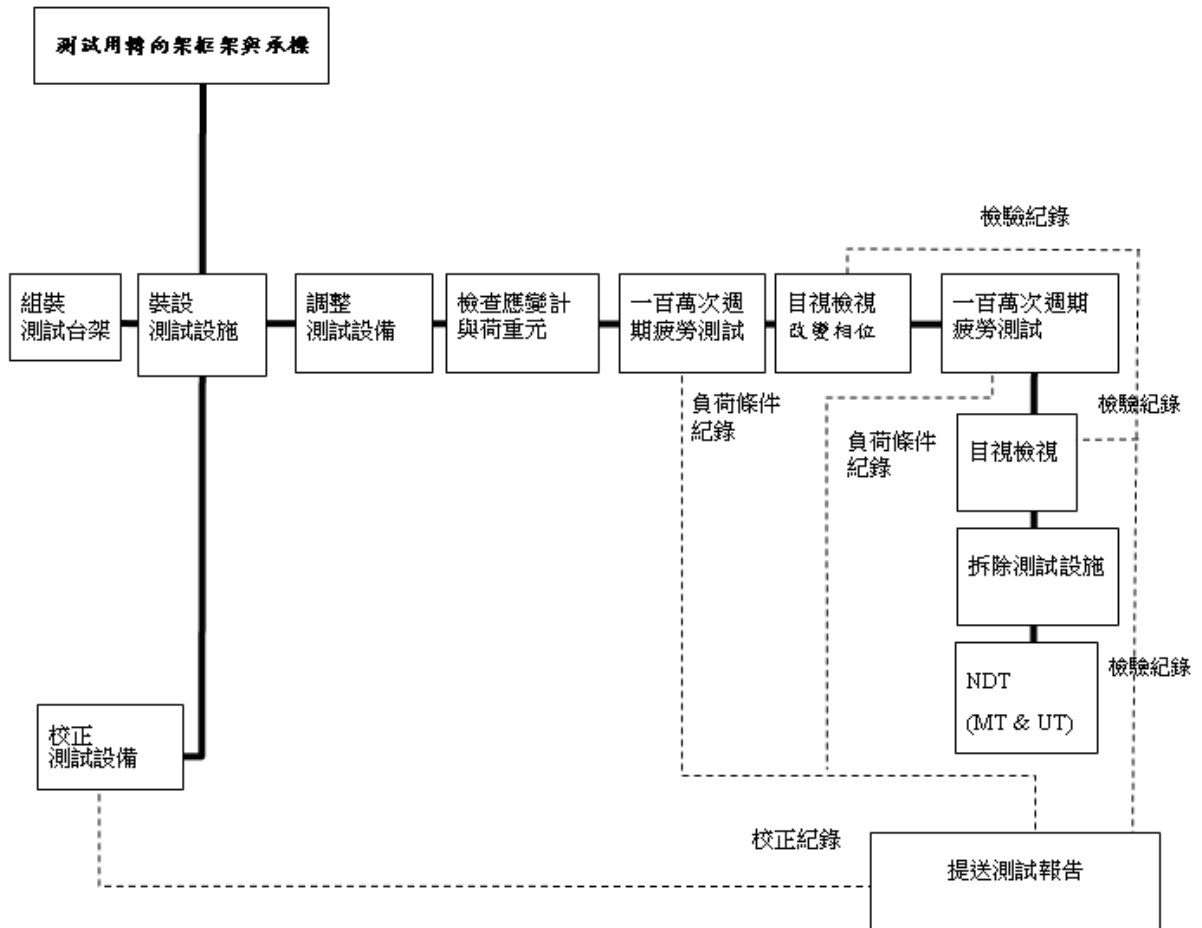 測試用轉向架框架與承樑
檢驗紀錄
組裝
測試台架
裝設
測試設施
調整
測試設備
檢查應變計
與荷重元
一百萬次週
期疲勞測試
目視檢視
改變相位
一百萬次週期
疲勞測試
負荷條件
紀錄
負荷條件
紀錄
檢驗紀錄
目視檢視
拆除測試設施
檢驗紀錄
NDT
(MT & UT)
校正
測試設備
校正紀錄
提送測試報告